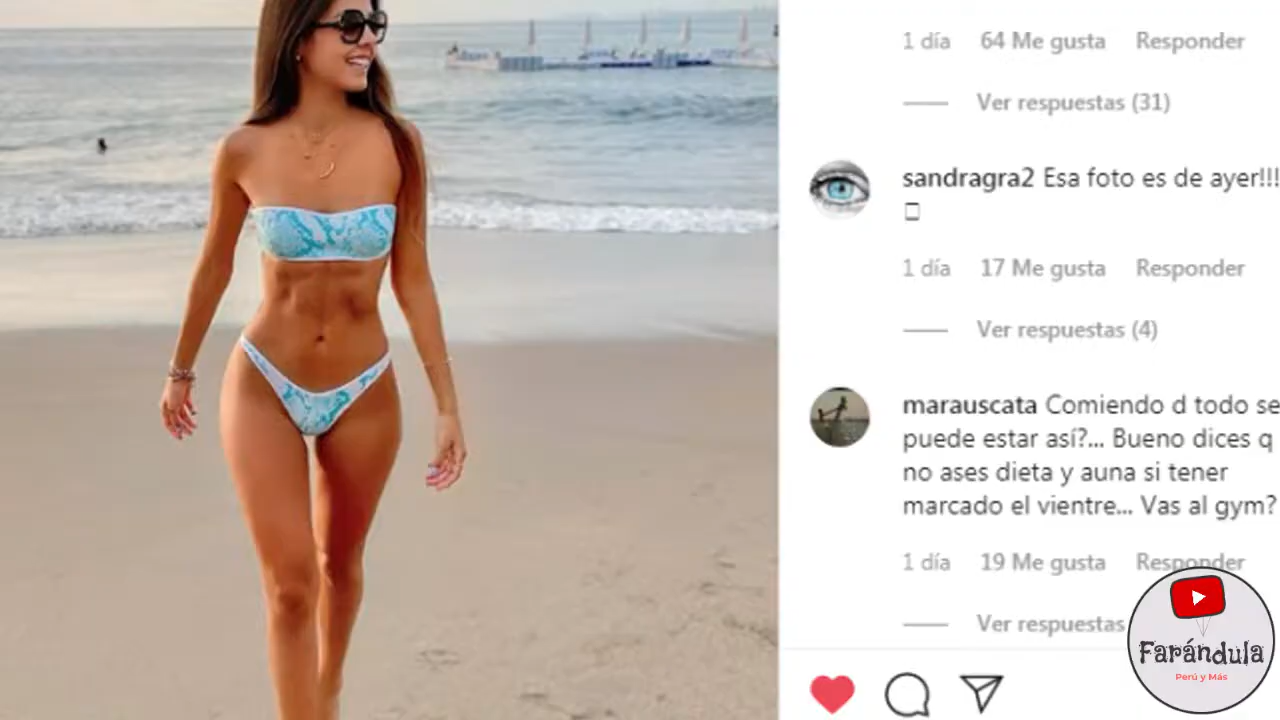 1 día 64 Me gusta Responder
Ver respuestas (31)
sandragra2 Esa foto es de ayer!!!
1 día 17 Me gusta Responder
Ver respuestas (4)
marauscata Comiendo d todo se
puede estar así?... Bueno dices q
no ases dieta y auna si tener
marcado el vientre... Vas al gym?
1 día 19 Me gusta Responder
Ver respuestas
Farándula
Perú y Más